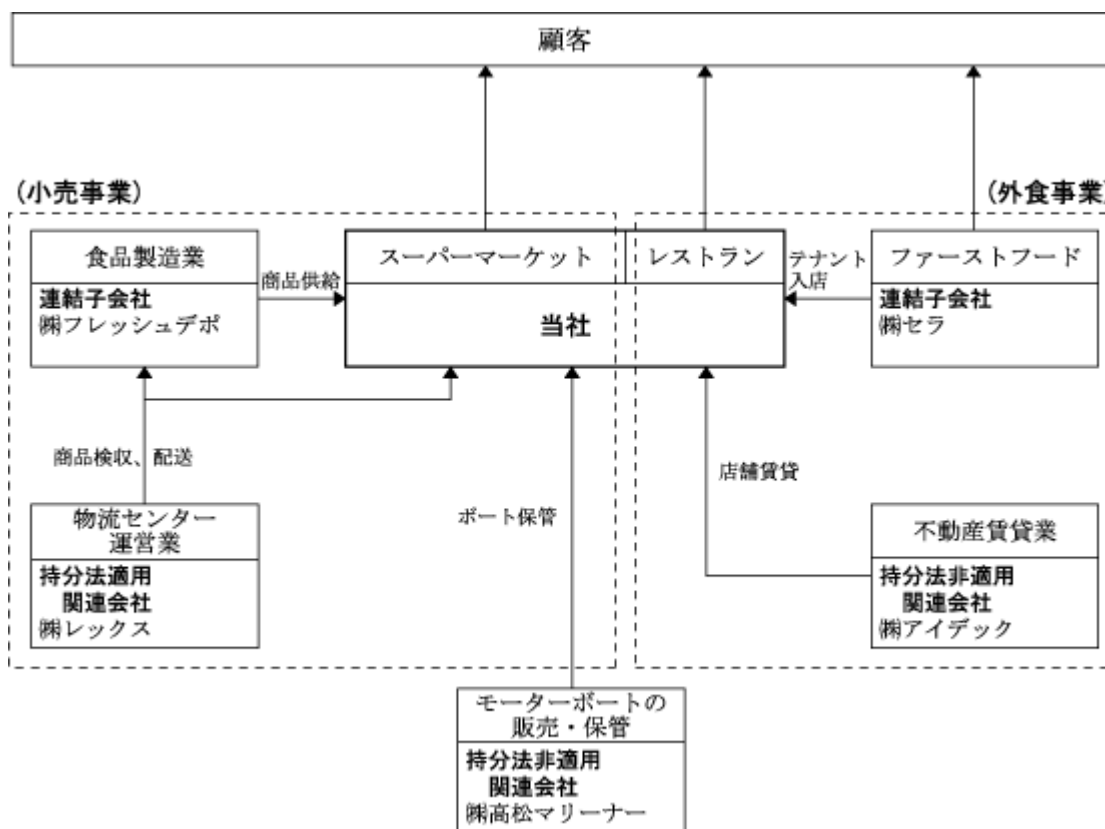 顧客
(小売事業)
(外食事業)
食品製造業
連結子会社
㈱フレッシュデポ
商品供給
スーパーマーケット
レストラン
当社
テナント
入店
ファーストフード
連結子会社
㈱セラ
商品検収、配送
ボート保管
店舗賃貸
物流センター
運営業
持分法適用
関連会社
㈱レックス
不動産賃貸業
持分法非適用
関連会社
㈱アイデック
モーターボートの
販売・保管
持分法非適用
関連会社
㈱高松マリーナー